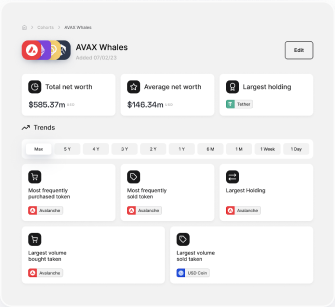 Cohorts > AVAX Whales
AVAX Whales
Added 07/02/23
Edit
Total net worth
$585.37m USD
Average net worth
$146.34m USD
Largest holding
Tether
Trends
Max
5 Y
4 Y
3 Y
2 Y
1 Y
6 M
1 M
1 Week
1 Day
Most frequently
purchased token
Avalanche
Most frequently
sold token
Avalanche
Largest Holding
Avalanche
Largest volume
bought token
Avalanche
Largest volume
sold token
USD Coin